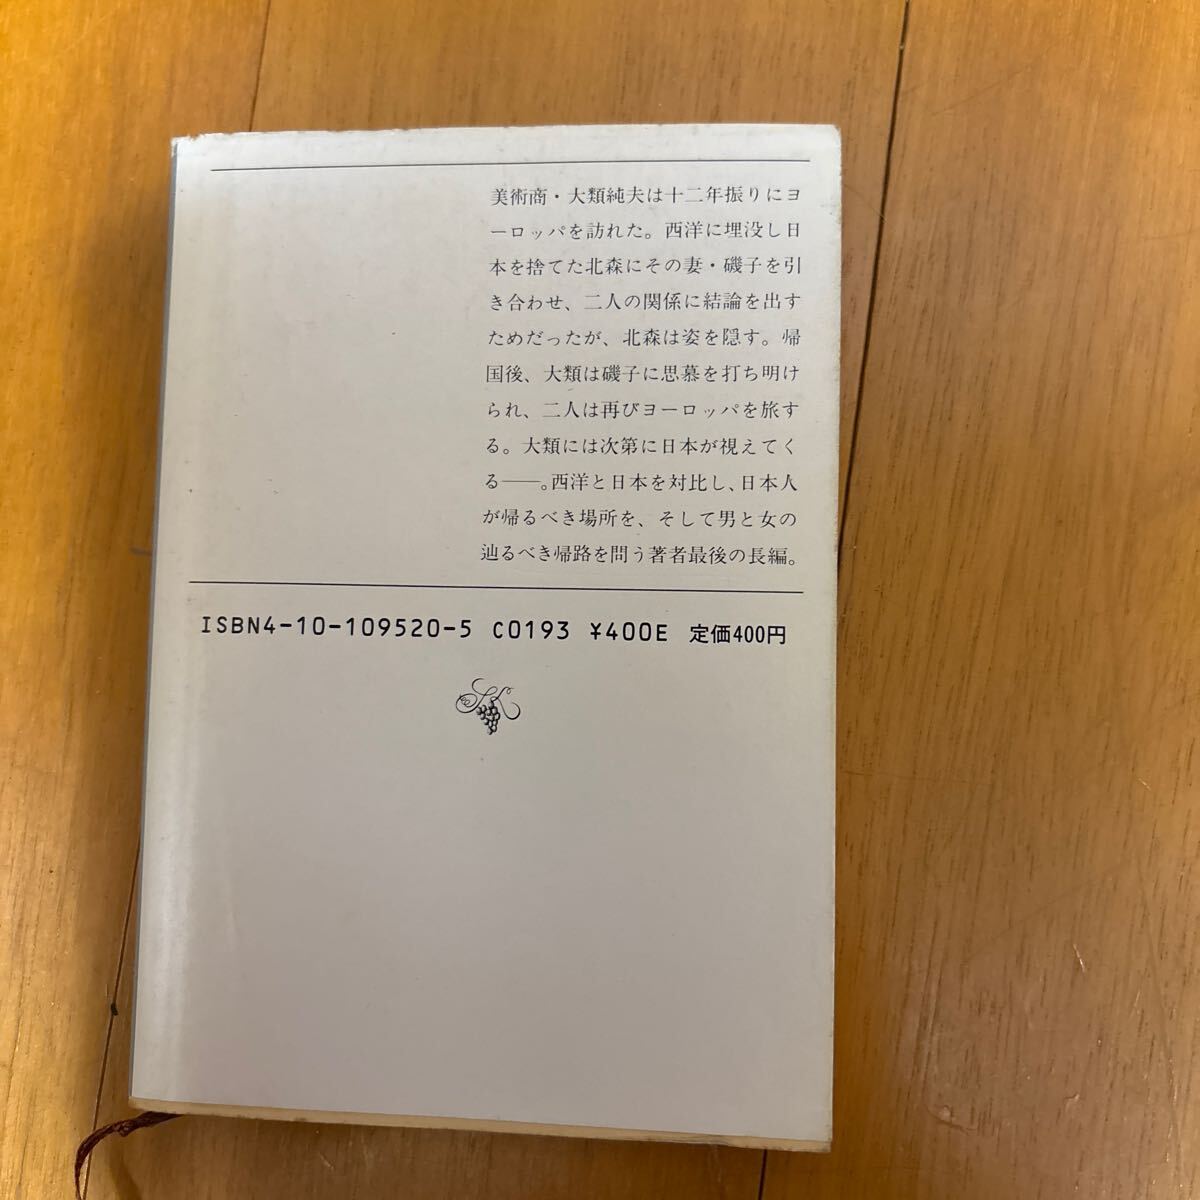 美術商・大類純夫は十二年振りにヨ
ーロッパを訪れた。西洋に埋没し日
本を捨てた北森にその妻・磯子を引
き合わせ、二人の関係に結論を出す
ためだったが、北森は姿を隠す。帰
国後、大類は磯子に思慕を打ち明け
られ、二人は再びヨーロッパを旅す
る。大類には次第に日本が視えてく
る――。西洋と日本を対比し、日本人
が帰るべき場所を、そして男と女の
辿るべき帰路を問う著者最後の長編。
ISBN4-10-109520-5 C0193 ¥400E 定価400円
SK